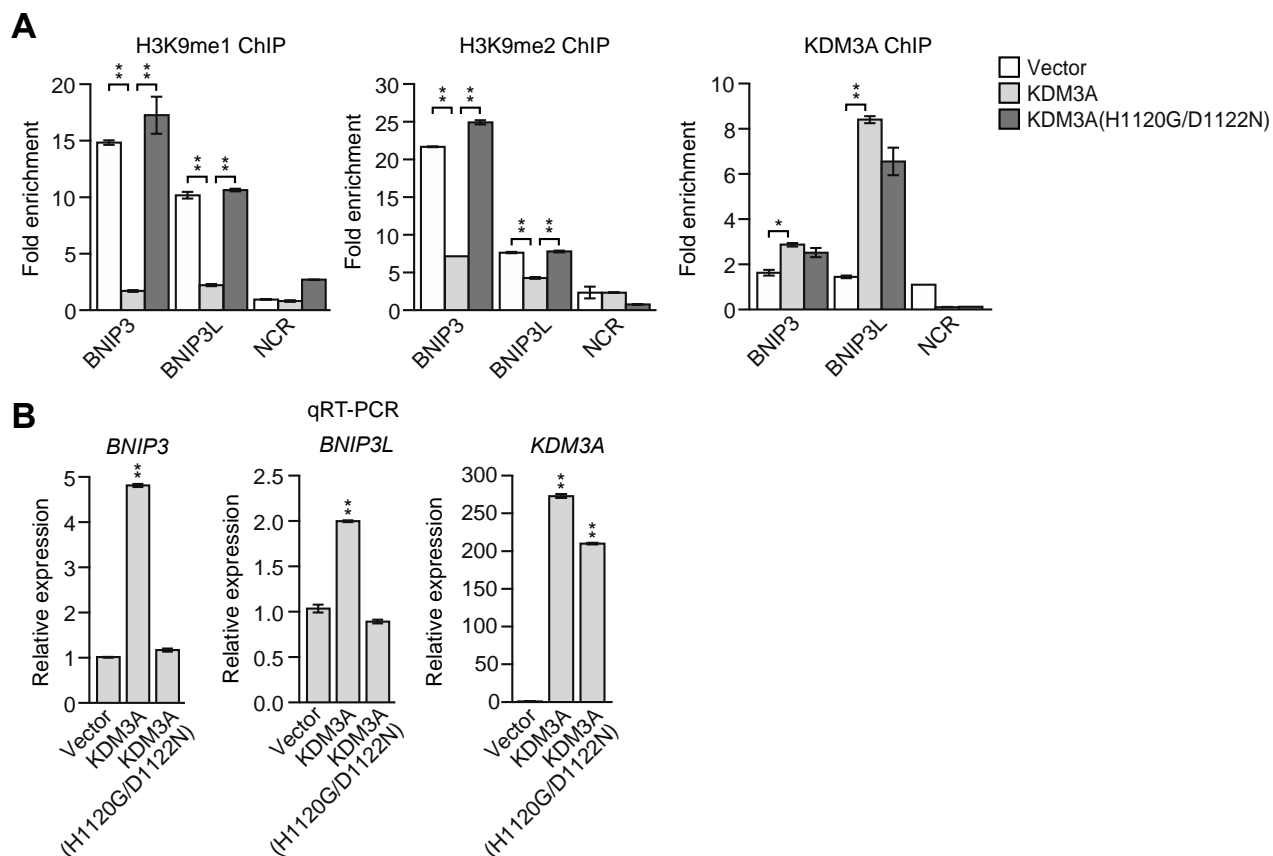 A
H3K9me1 ChIP
Fold enrichment
20
15
10
5
0
**
**
**
**
BNIP3
BNIP3L
NCR
H3K9me2 ChIP
Fold enrichment
30
25
20
15
10
5
0
**
**
**
**
BNIP3
BNIP3L
NCR
KDM3A ChIP
Fold enrichment
10
8
6
4
2
0
*
**
BNIP3
BNIP3L
NCR
Vector
KDM3A
KDM3A(H1120G/D1122N)
B
qRT-PCR
BNIP3
Relative expression
5
4
3
2
1
0
**
Vector
KDM3A
KDM3A
(H1120G/D1122N)
BNIP3L
Relative expression
2.5
2.0
1.5
1.0
0.5
0.0
**
Vector
KDM3A
KDM3A
(H1120G/D1122N)
KDM3A
Relative expression
300
250
200
150
100
50
0
**
**
Vector
KDM3A
KDM3A
(H1120G/D1122N)